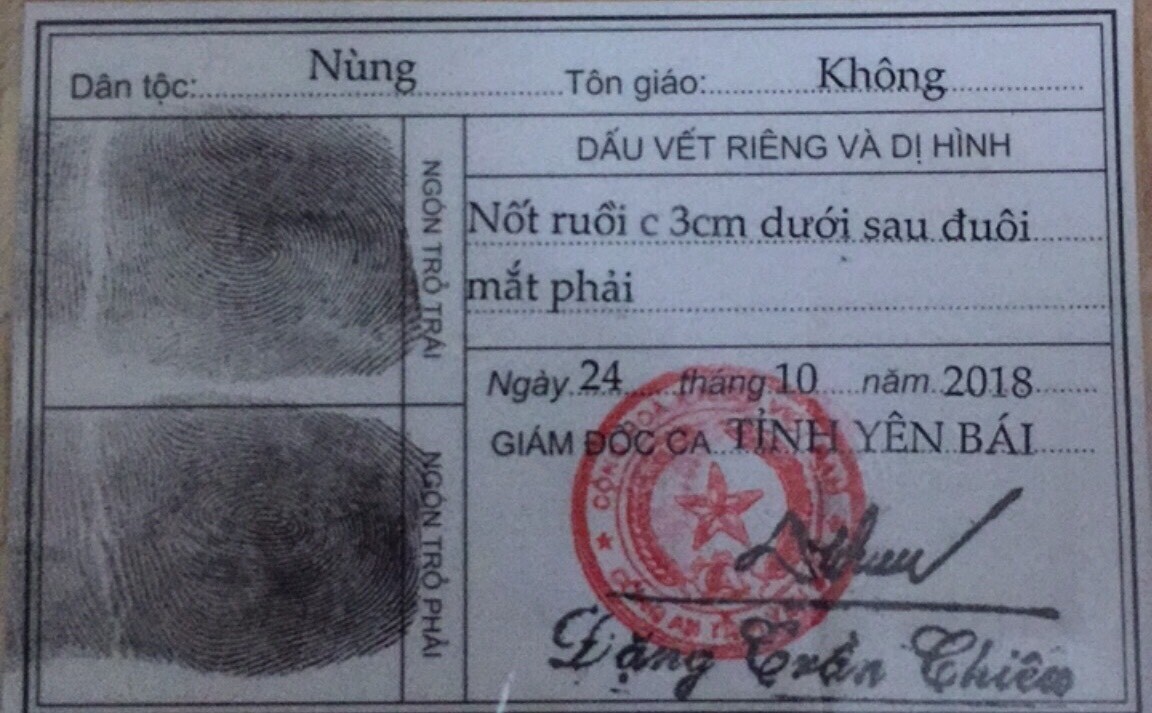 Dân tộc: Nùng Tôn giáo: Không
NGÓN TRỎ TRÁI
DẤU VẾT RIÊNG VÀ DỊ HÌNH
Nốt ruồi c 3cm dưới sau đuôi
mắt phải
NGÓN TRỎ PHẢI
Ngày 24 tháng 10 năm 2018
GIÁM ĐỐC CA TỈNH YÊN BÁI
Đặng Trần Chiêu